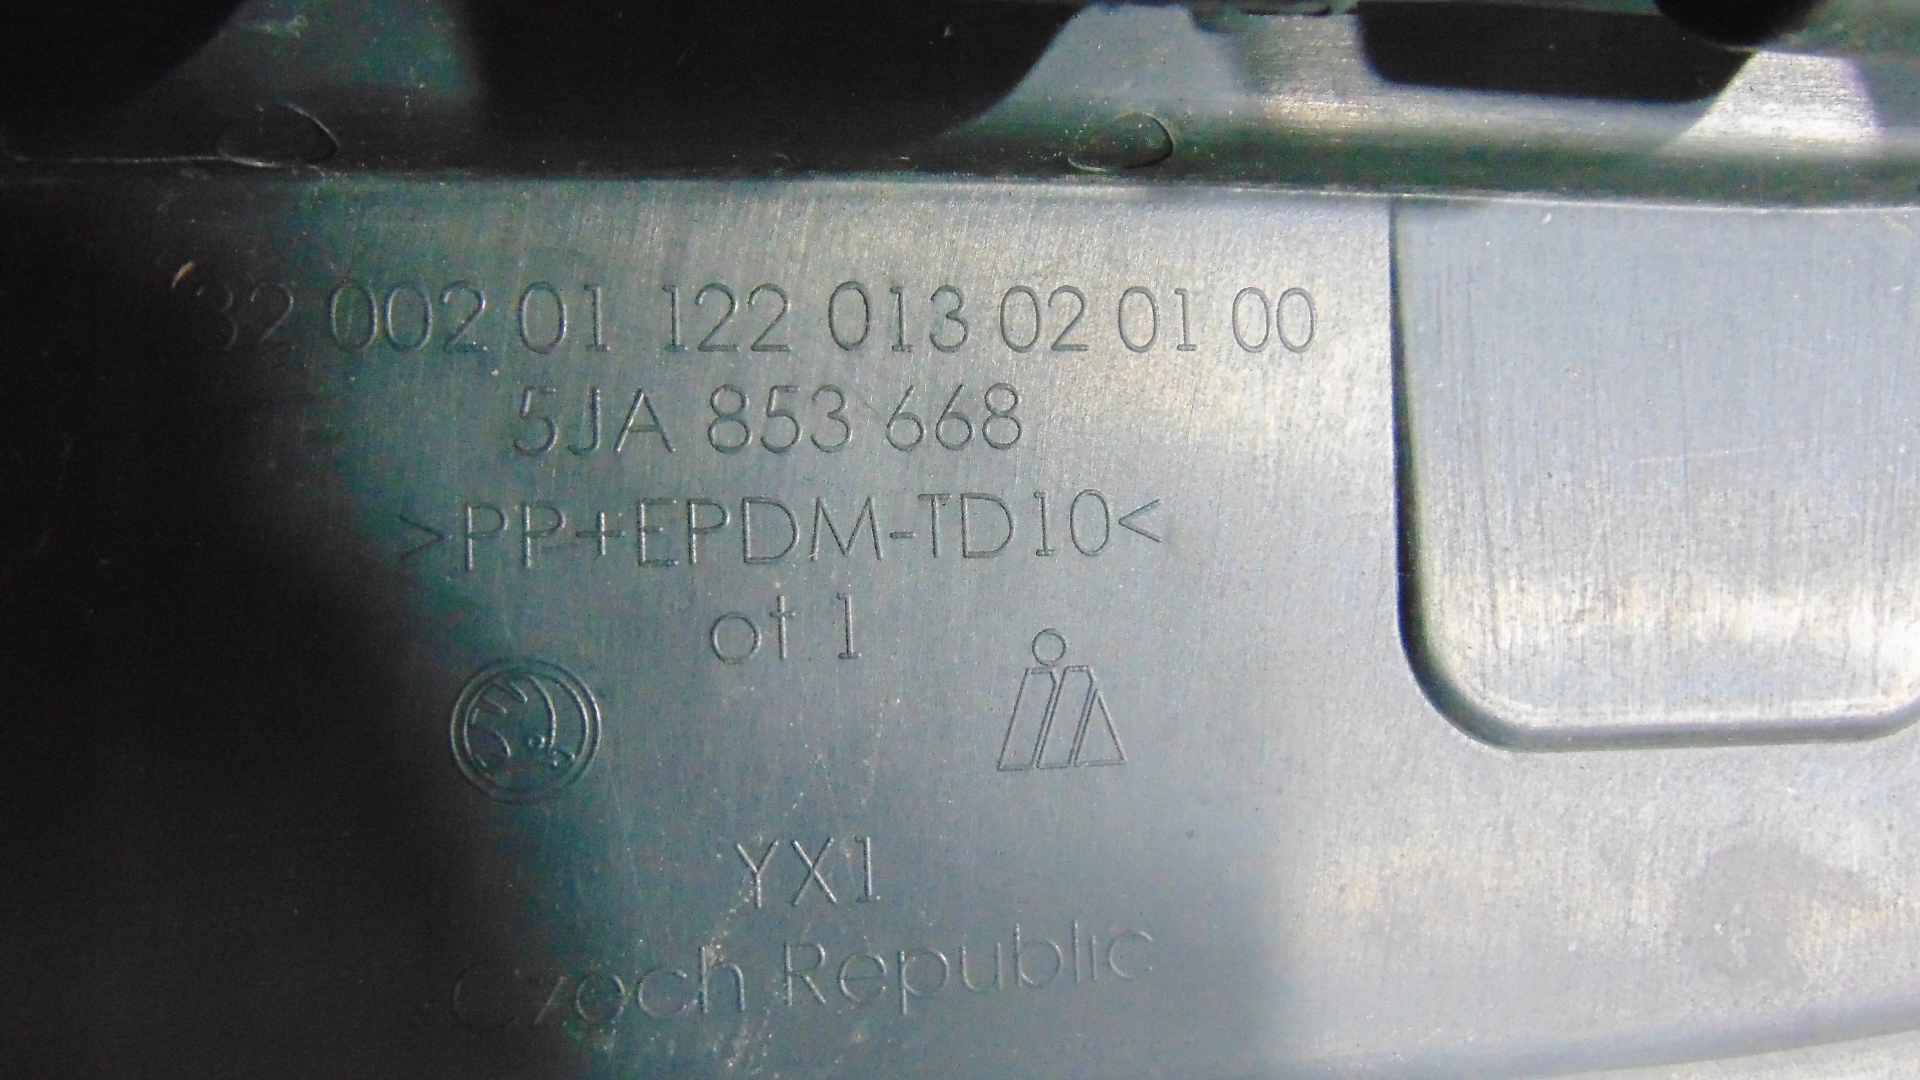 32 002 01 122 013 02 01 00
5JA 853 668
>PP+EPDM-TD10<
ot 1
YX1
Czech Republic